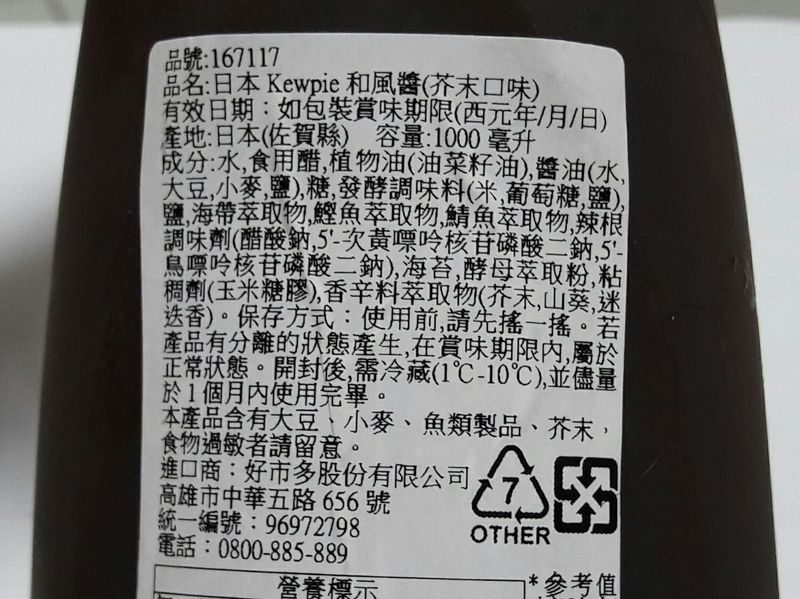 品號:167117
品名:日本 Kewpie 和風醬(芥末口味)
有效日期：如包裝賞味期限(西元年/月/日)
產地:日本(佐賀縣) 容量:1000 毫升
成分:水,食用醋,植物油(油菜籽油),醬油(水,
大豆,小麥,鹽),糖,發酵調味料(米,葡萄糖,鹽),
鹽,海帶萃取物,鰹魚萃取物,鯖魚萃取物,辣根
調味劑(醋酸鈉,5'-次黃嘌呤核苷磷酸二鈉,5'-
鳥嘌呤核苷磷酸二鈉),海苔,酵母萃取粉,粘
稠劑(玉米糖膠),香辛料萃取物(芥末,山葵,迷
迭香)。保存方式：使用前,請先搖一搖。若
產品有分離的狀態產生,在賞味期限內,屬於
正常狀態。開封後,需冷藏(1℃-10℃),並儘量
於1個月內使用完畢。
本產品含有大豆、小麥、魚類製品、芥末，
食物過敏者請留意。
進口商：好市多股份有限公司
高雄市中華五路 656 號
統一編號：96972798
電話：0800-885-889
7
OTHER
營養標示
*參考值